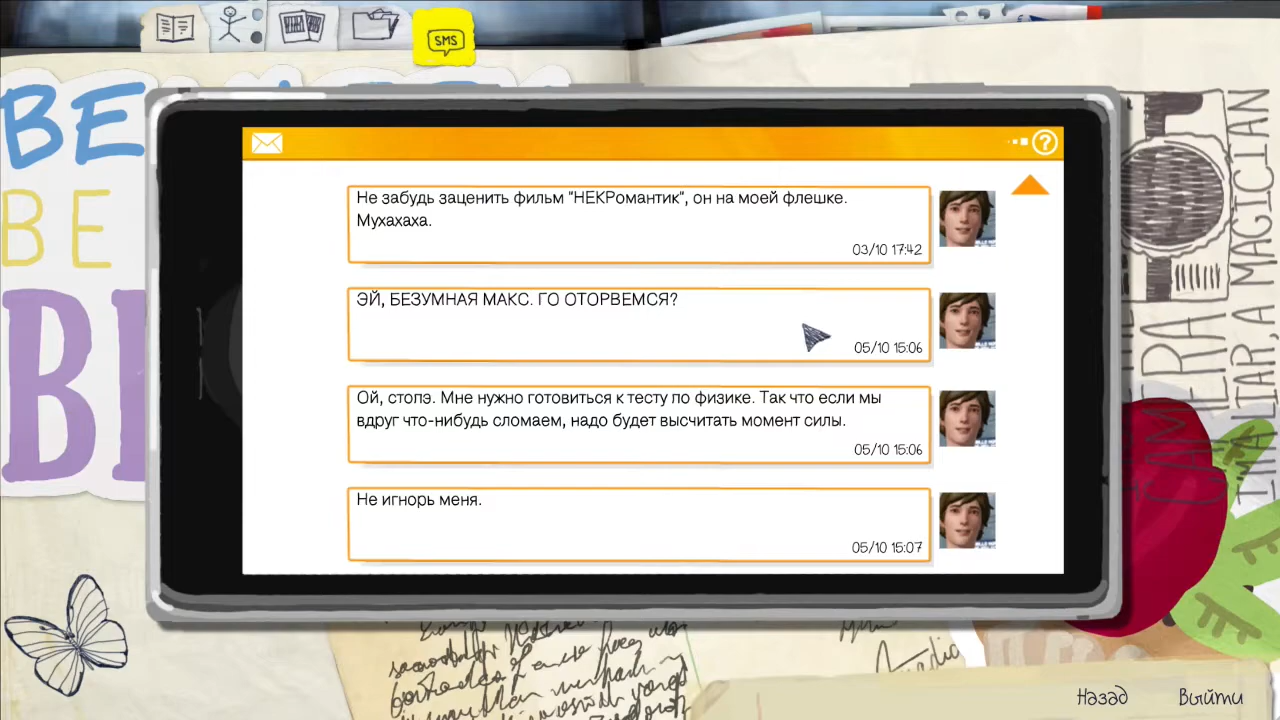 SMS
BE
BE
Не забудь заценить фильм "НЕКРомантик", он на моей флешке.
Мухахаха.
03/10 17:42
ЭЙ, БЕЗУМНАЯ МАКС. ГО ОТОРВЕМСЯ?
05/10 15:06
Ой, стопэ. Мне нужно готовиться к тесту по физике. Так что если мы
вдруг что-нибудь сломаем, надо будет высчитать момент силы.
05/10 15:06
Не игнорь меня.
05/10 15:07
CAMERA
LIAR, A MAGICIAN
Назад Выйти